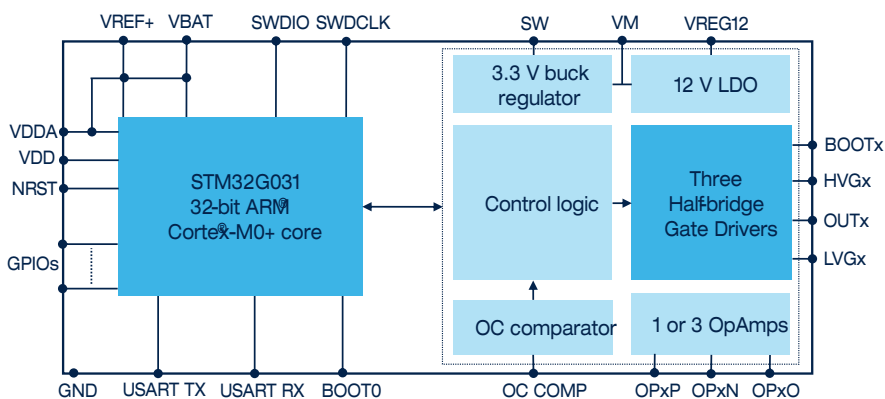 VREF+ VBAT SWDIO SWDCLK SW VM VREG12
3.3 V buck
regulator
12 V LDO
VDDA
VDD
NRST
GPIOs
STM32G031
32-bit ARM®
Cortex®-M0+ core
Control logic
Three
Half-bridge
Gate Drivers
BOOTx
HVGx
OUTx
LVGx
OC comparator
1 or 3 OpAmps
GND USART TX USART RX BOOT0 OC COMP OPxP OPxN OPxO